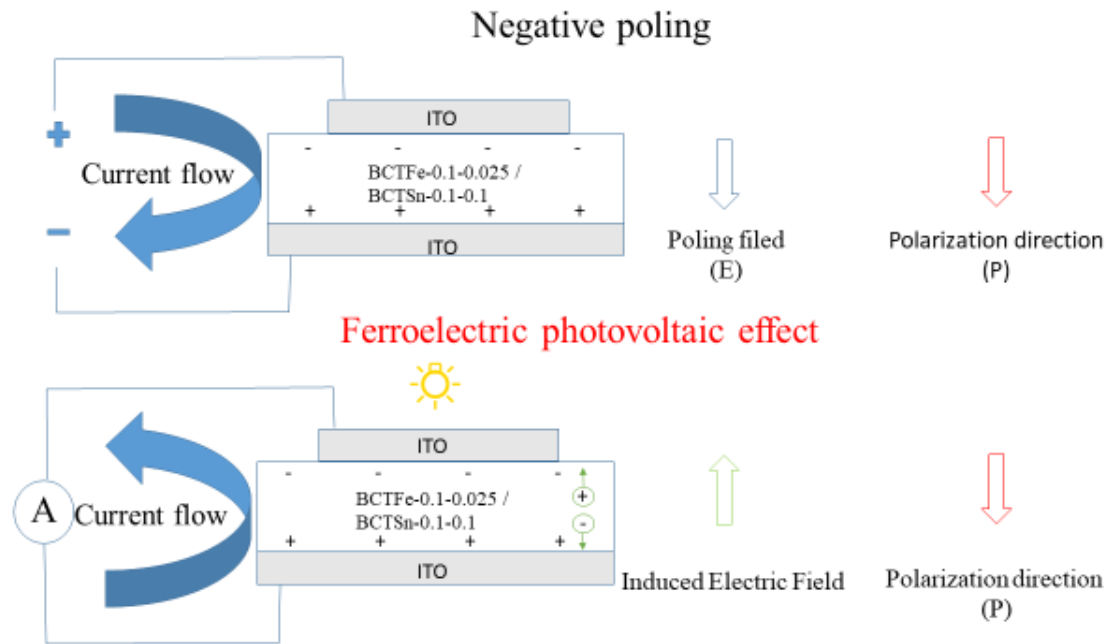 Negative poling
ITO
+
- - - -
Current flow
BCTFe-0.1-0.025 /
BCTSn-0.1-0.1
+ + + +
−
ITO
Poling filed
(E)
Polarization direction
(P)
Ferroelectric photovoltaic effect
ITO
- - - -
A
Current flow
BCTFe-0.1-0.025 /
BCTSn-0.1-0.1
+
-
+ + + +
ITO
Induced Electric Field
Polarization direction
(P)